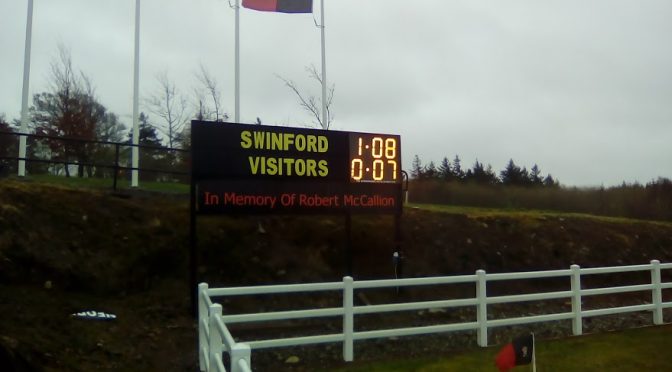 SWINFORD 1·08
VISITORS 0·07
In Memory Of Robert McCallion